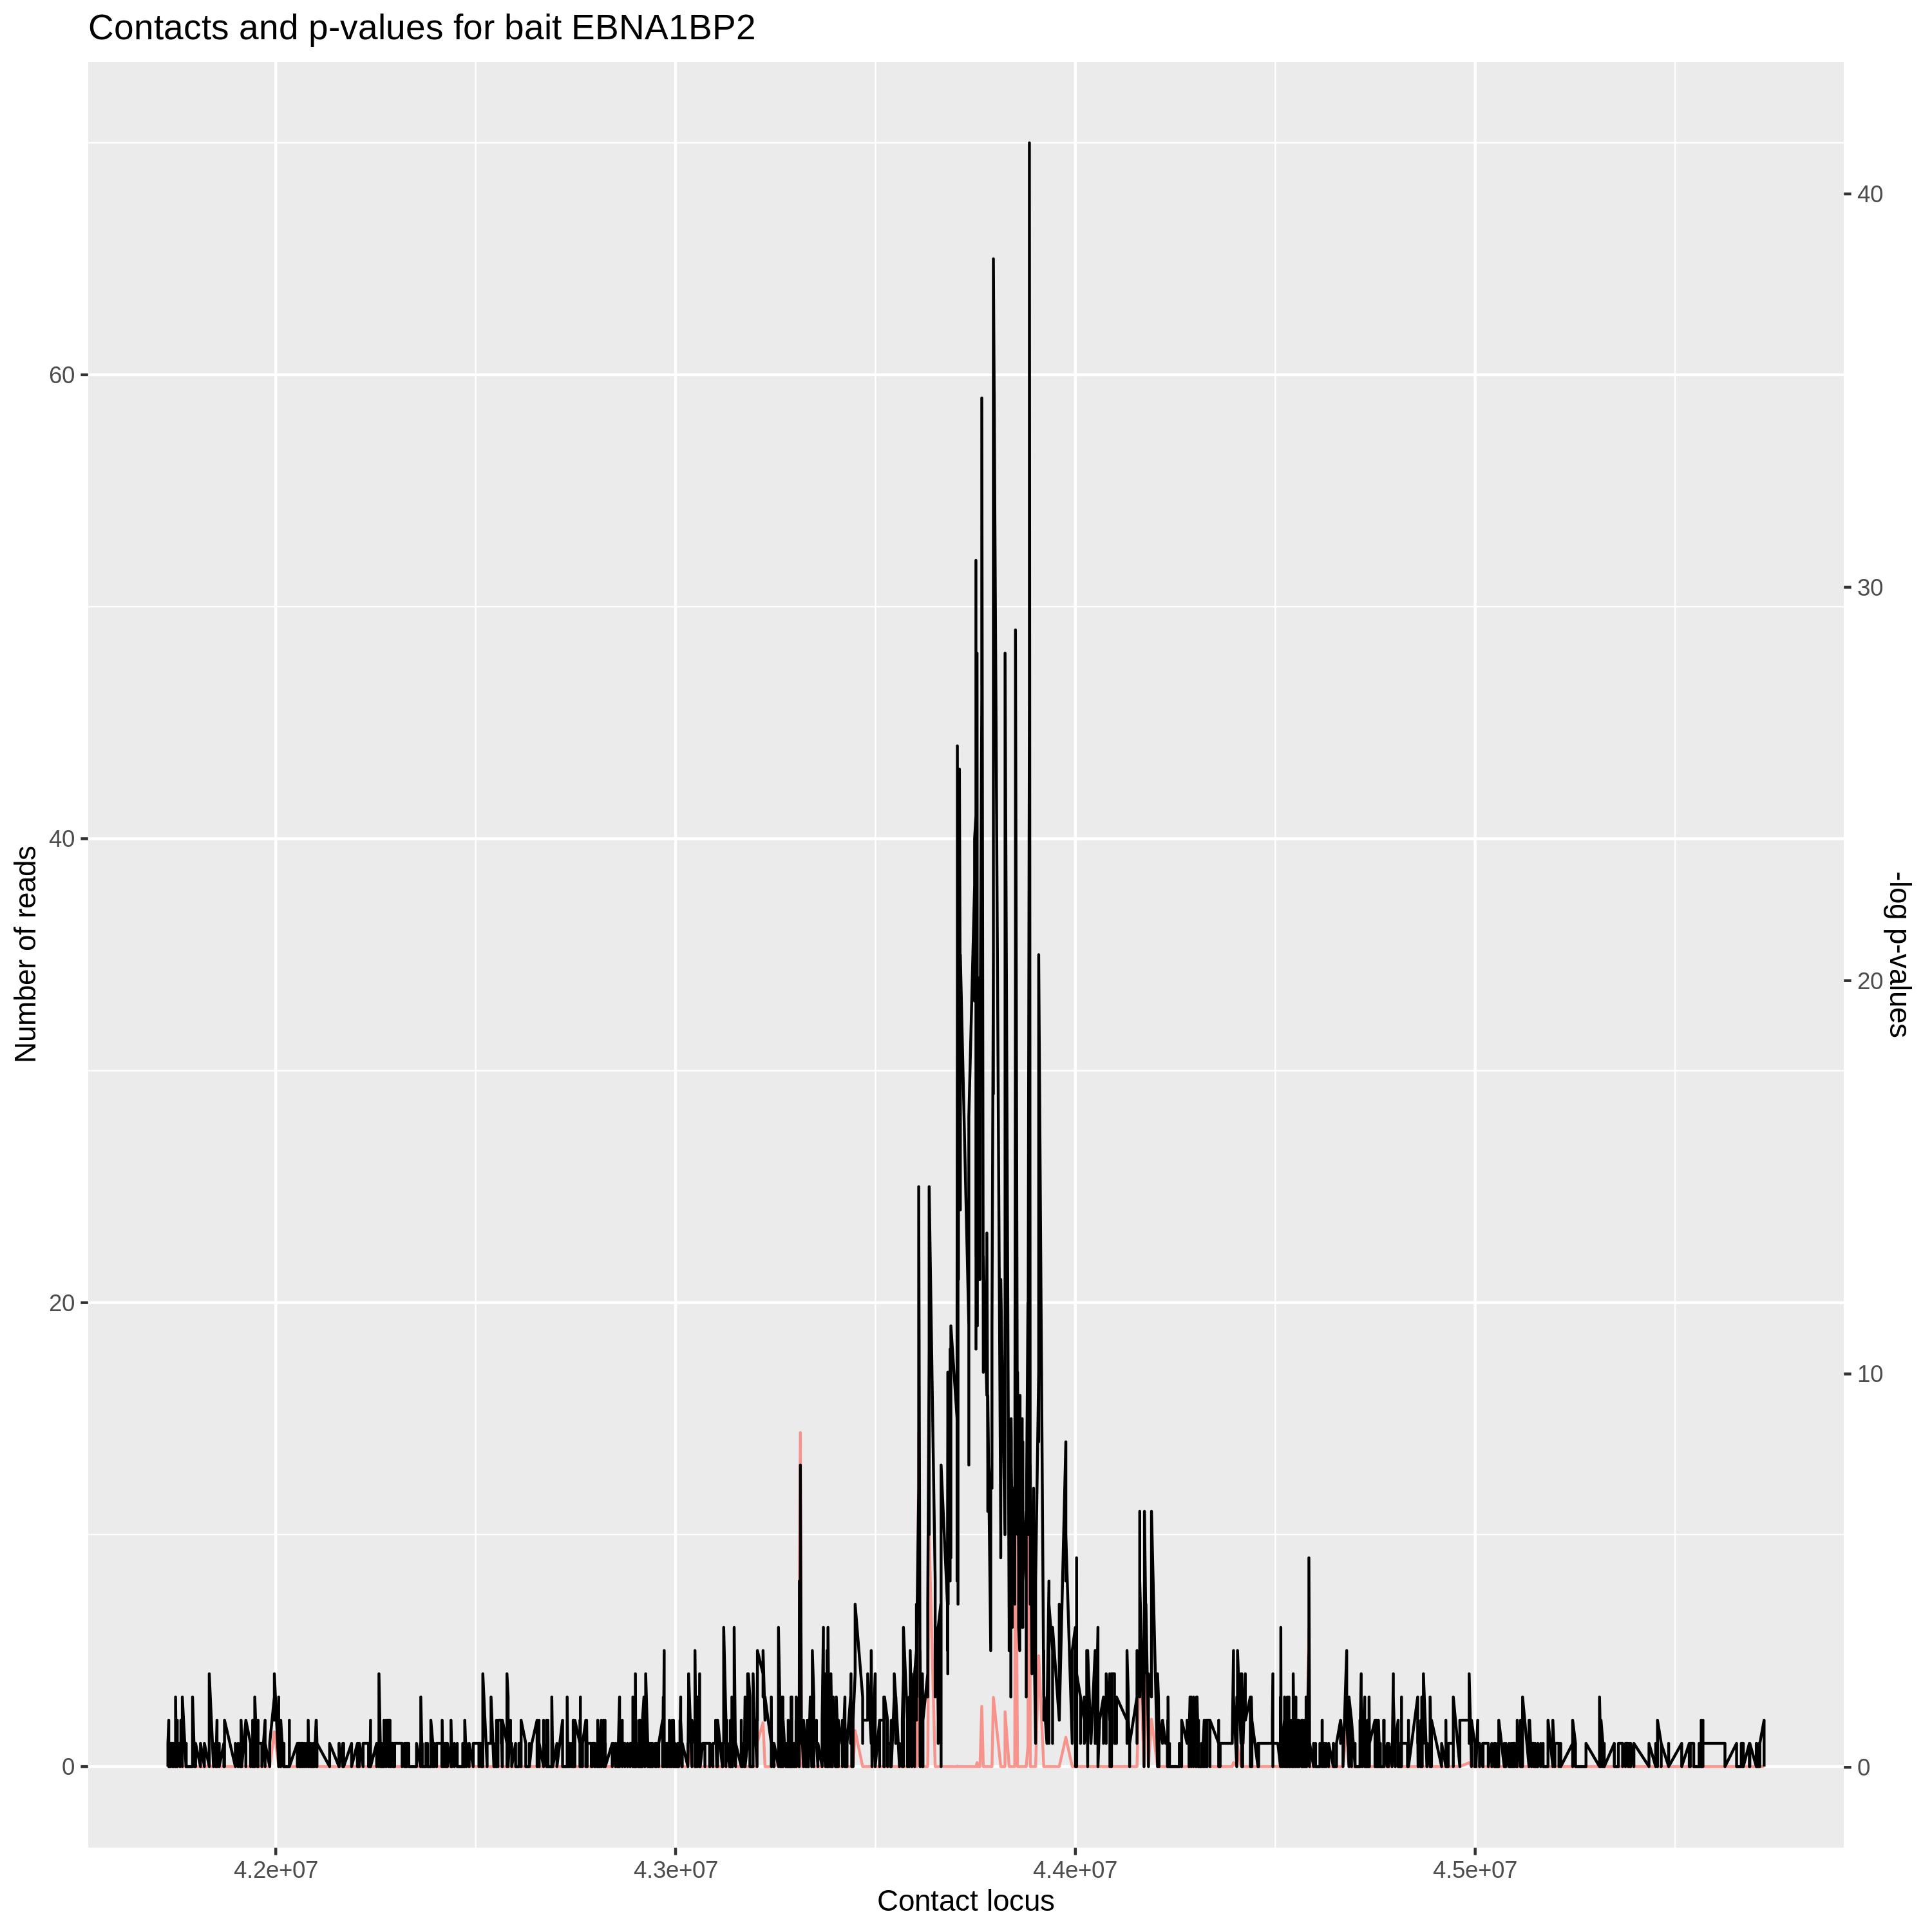 Contacts and p-values for bait EBNA1BP2
60
40
20
0
Number of reads
40
30
20
10
0
-log p-values
4.2e+07
4.3e+07
4.4e+07
4.5e+07
Contact locus